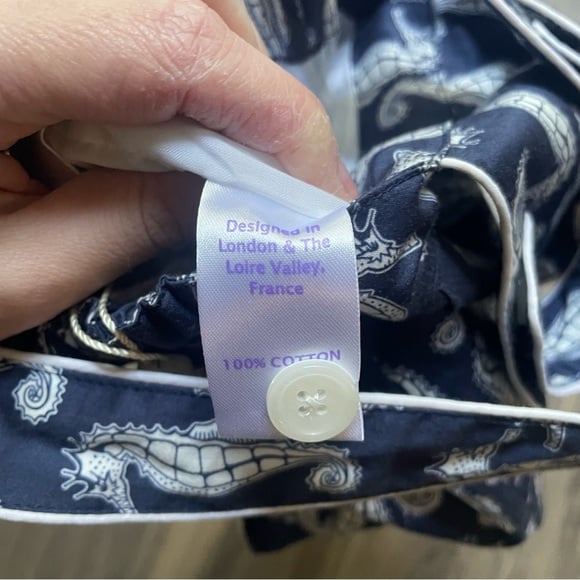 Designed in
London & The
Loire Valley,
France
100% COTTON